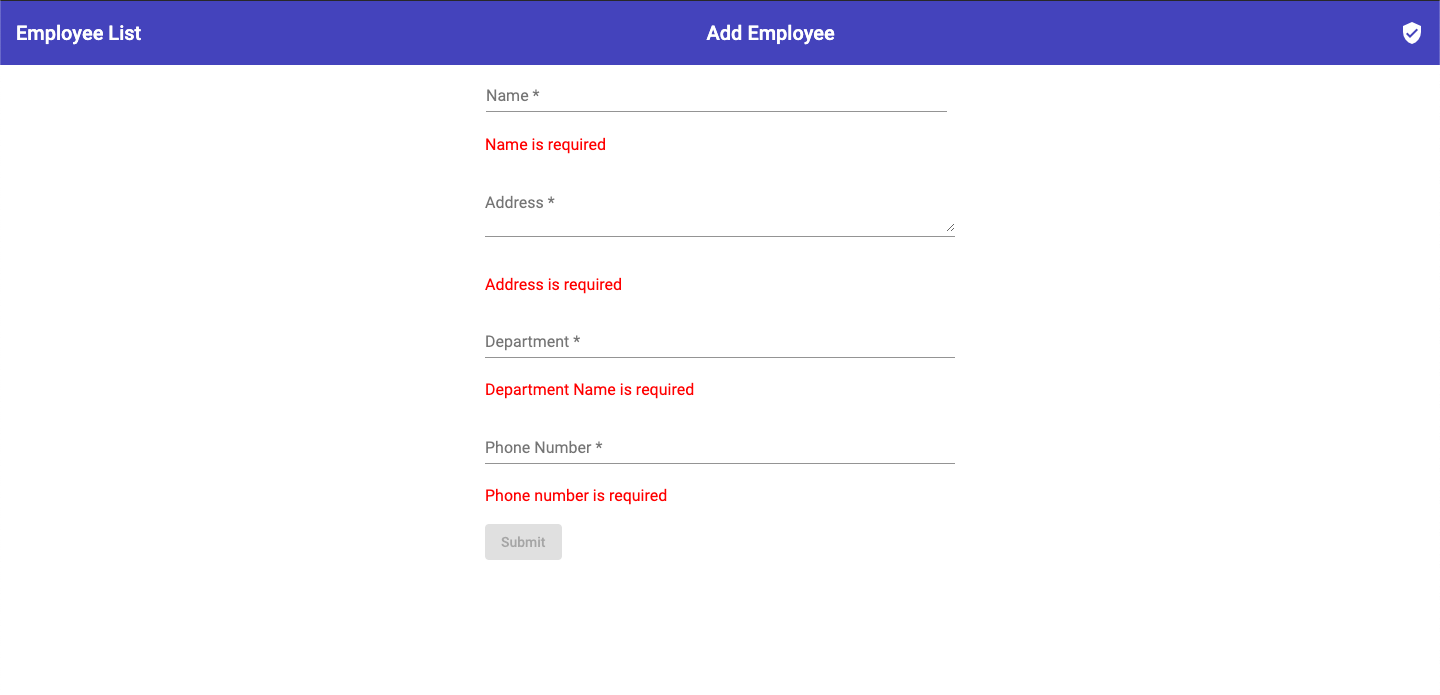 Employee List
Add Employee
Name *
Name is required
Address *
Address is required
Department *
Department Name is required
Phone Number *
Phone number is required
Submit